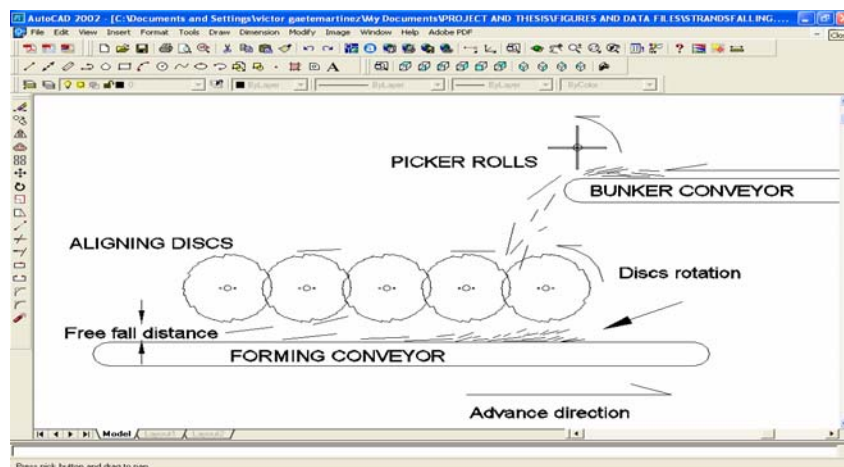 AutoCAD 2002 - [C:\Documents and Settings\victor gaetemartinez\My Documents\PROJECT AND THESIS\FIGURES AND DATA FILES\STRANDSFALLING....
File Edit View Insert Format Tools Draw Dimension Modify Image Window Help Adobe PDF
Clo
0 ByLayer ByLayer ByLayer ByColor
PICKER ROLLS
BUNKER CONVEYOR
ALIGNING DISCS
Discs rotation
Free fall distance
FORMING CONVEYOR
Advance direction
Model Layout1 Layout2
Press pick button and drag to pan.